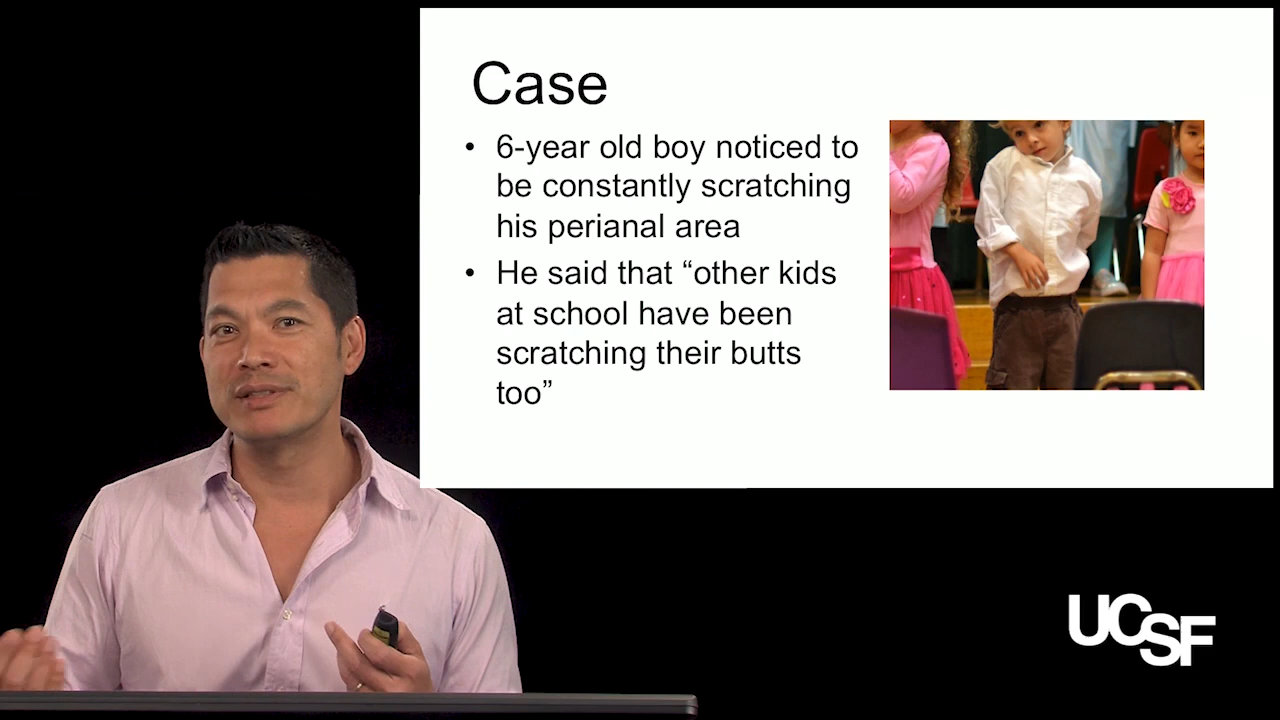 Case
• 6-year old boy noticed to
be constantly scratching
his perianal area
• He said that “other kids
at school have been
scratching their butts
too”
UCSF